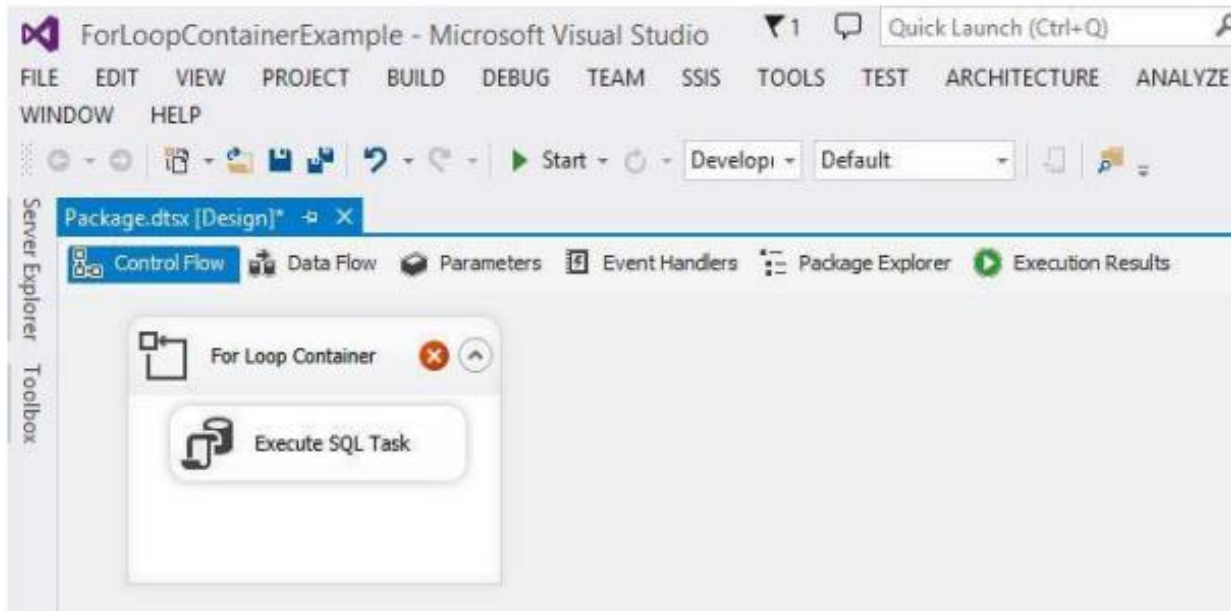 ForLoopContainerExample - Microsoft Visual Studio 1 Quick Launch (Ctrl+Q)
FILE EDIT VIEW PROJECT BUILD DEBUG TEAM SSIS TOOLS TEST ARCHITECTURE ANALYZE
WINDOW HELP
Start Develop Default
Server Explorer
Toolbox
Package.dtsx [Design]*
Control Flow Data Flow Parameters Event Handlers Package Explorer Execution Results
For Loop Container
Execute SQL Task